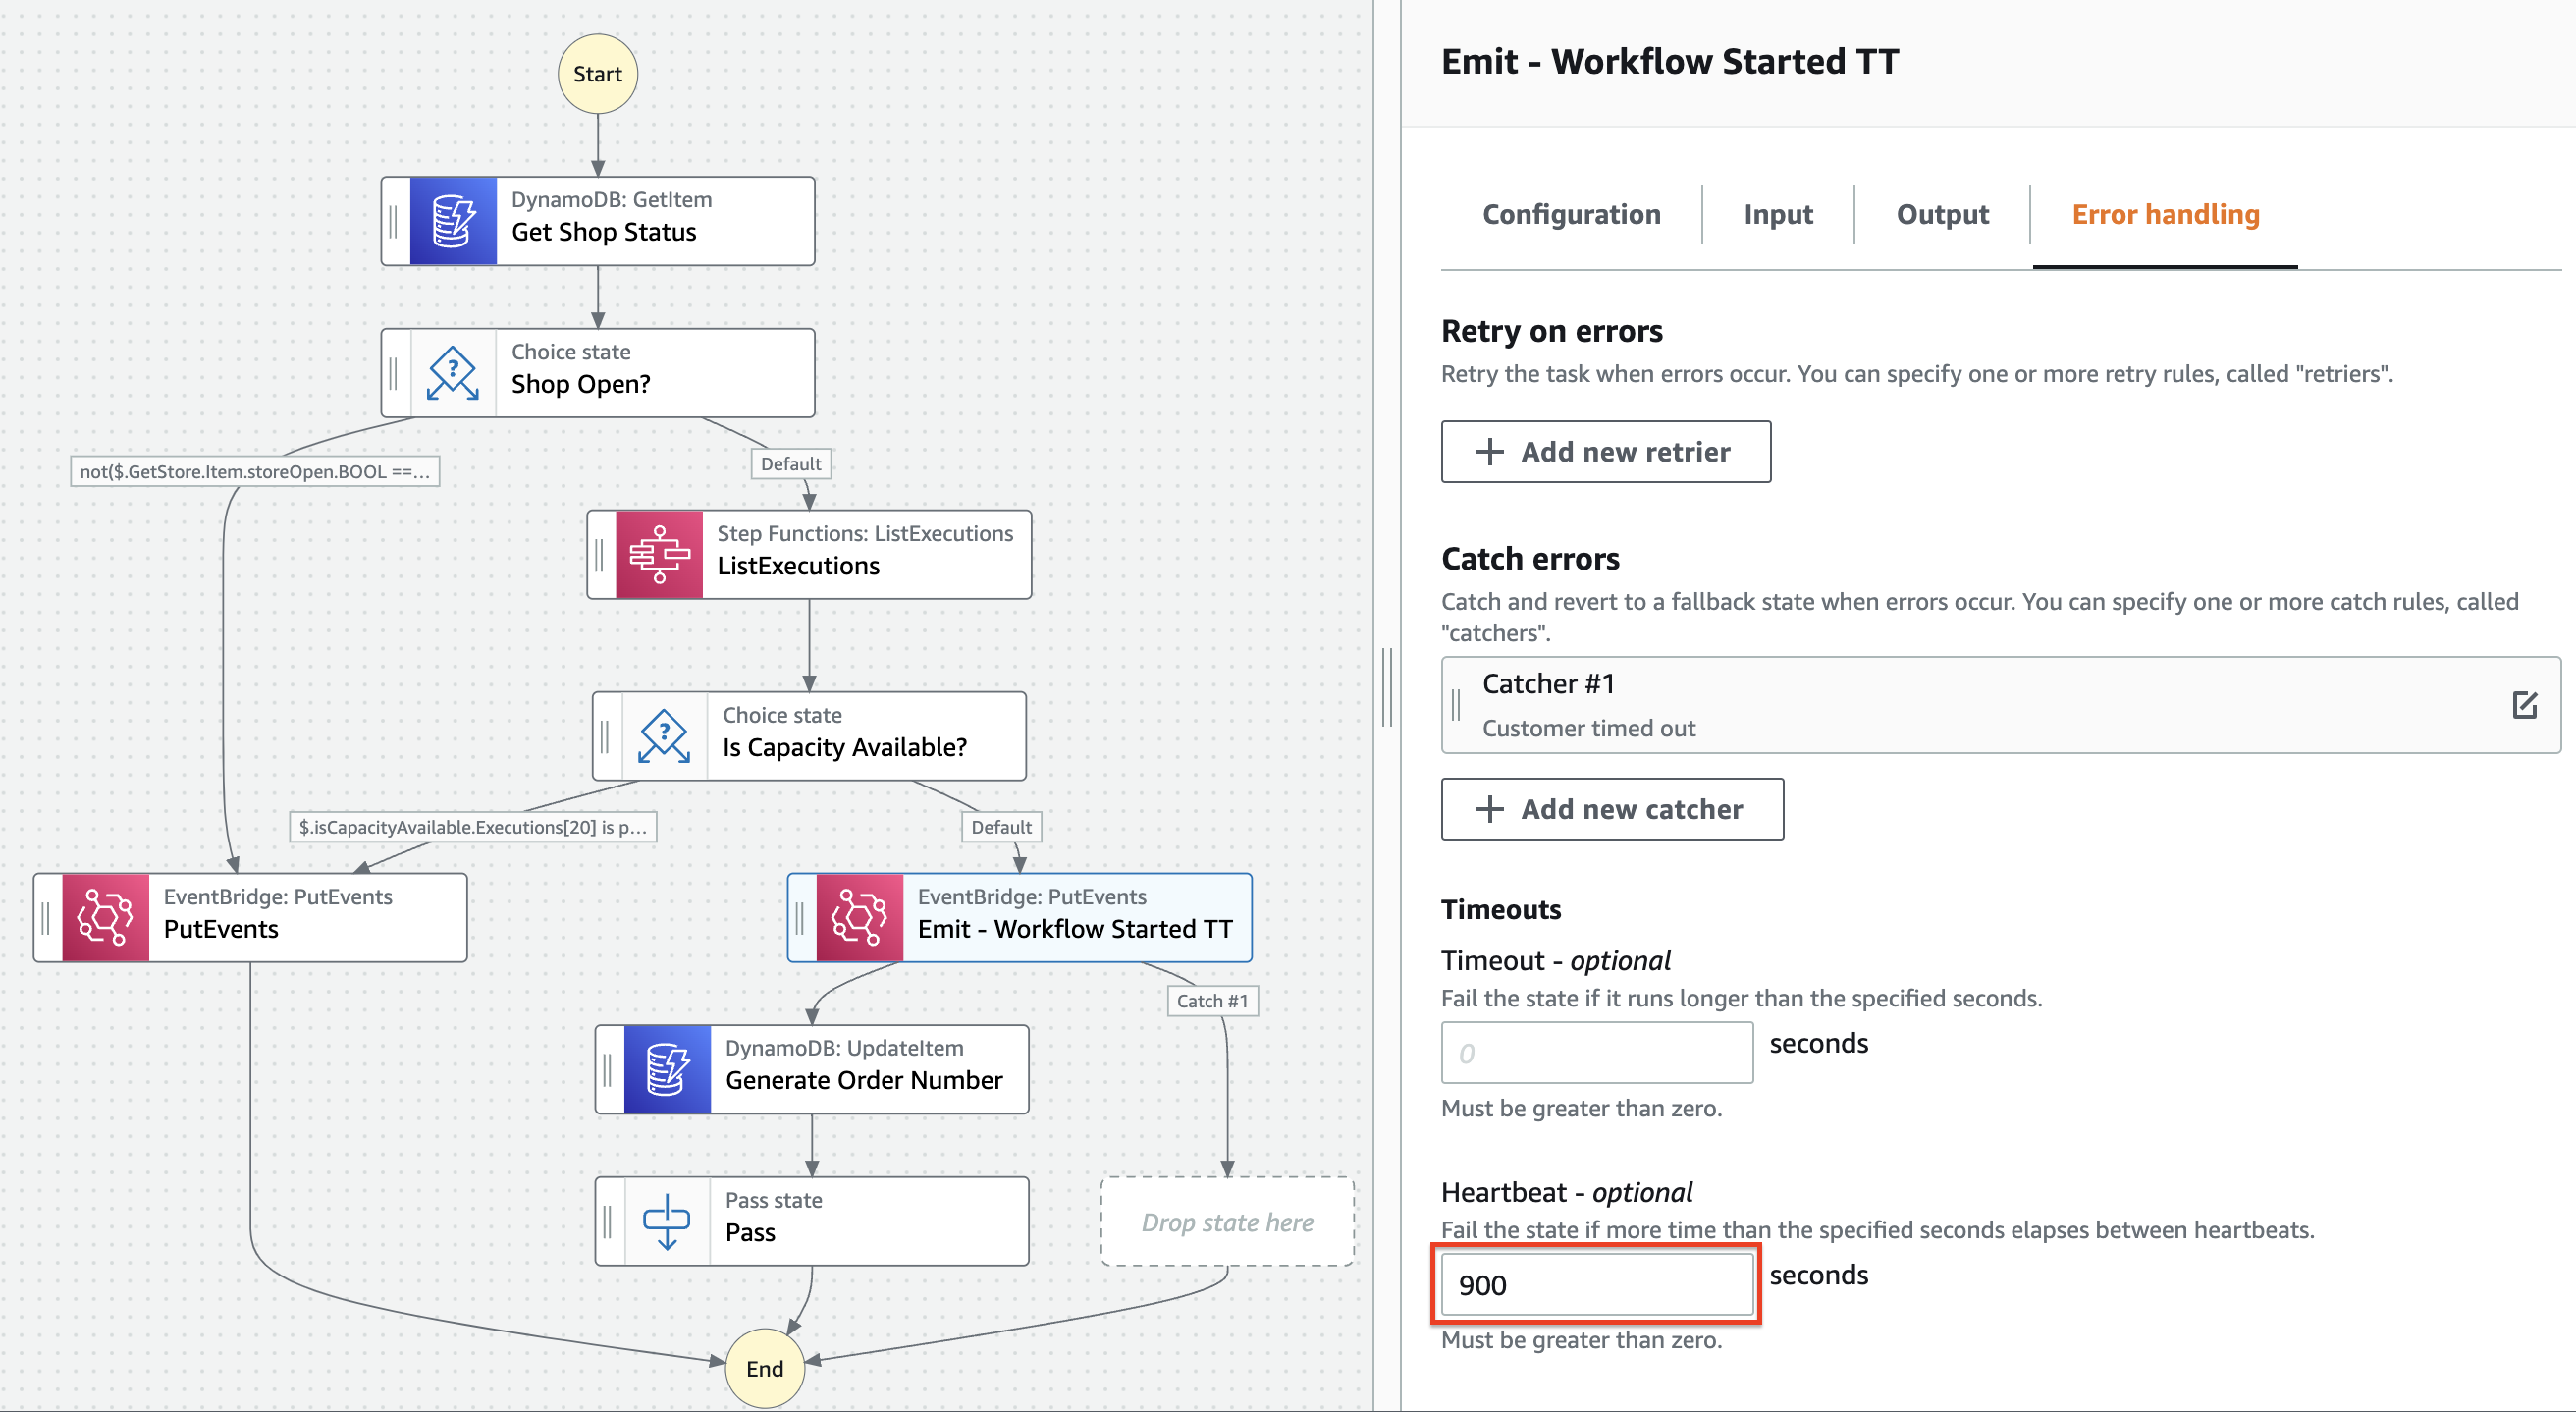 Start
DynamoDB: GetItem
Get Shop Status
Choice state
Shop Open?
not($.GetStore.Item.storeOpen.BOOL ==...
Default
Step Functions: ListExecutions
ListExecutions
Choice state
Is Capacity Available?
$.isCapacityAvailable.Executions[20] is p...
Default
EventBridge: PutEvents
PutEvents
EventBridge: PutEvents
Emit - Workflow Started TT
Catch #1
DynamoDB: UpdateItem
Generate Order Number
Pass state
Pass
Drop state here
End
Emit - Workflow Started TT
Configuration
Input
Output
Error handling
Retry on errors
Retry the task when errors occur. You can specify one or more retry rules, called "retriers".
+ Add new retrier
Catch errors
Catch and revert to a fallback state when errors occur. You can specify one or more catch rules, called
"catchers".
Catcher #1
Customer timed out
+ Add new catcher
Timeouts
Timeout - optional
Fail the state if it runs longer than the specified seconds.
0 seconds
Must be greater than zero.
Heartbeat - optional
Fail the state if more time than the specified seconds elapses between heartbeats.
900 seconds
Must be greater than zero.